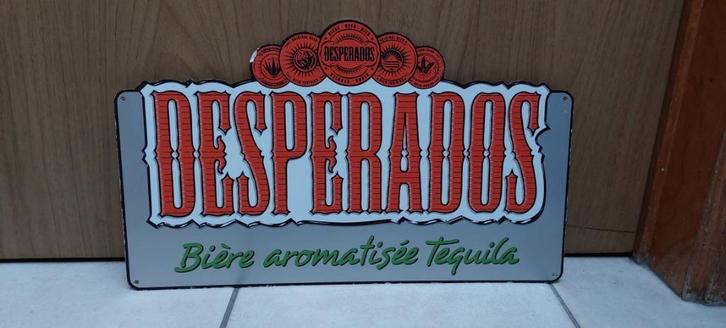 DESPERADOS
DESPERADOS
Bière aromatisée Tequila